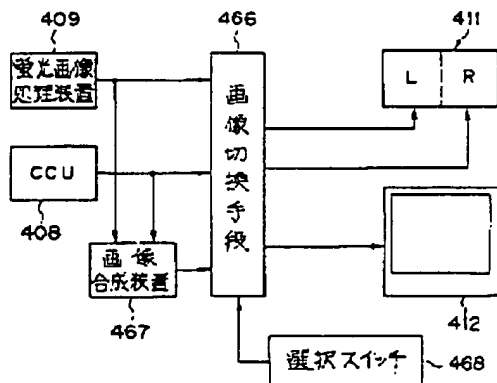 409
466
411
蛍光画像
処理装置
画像切換手段
L
R
CCU
408
画像
合成装置
467
412
選択スイッチ
468